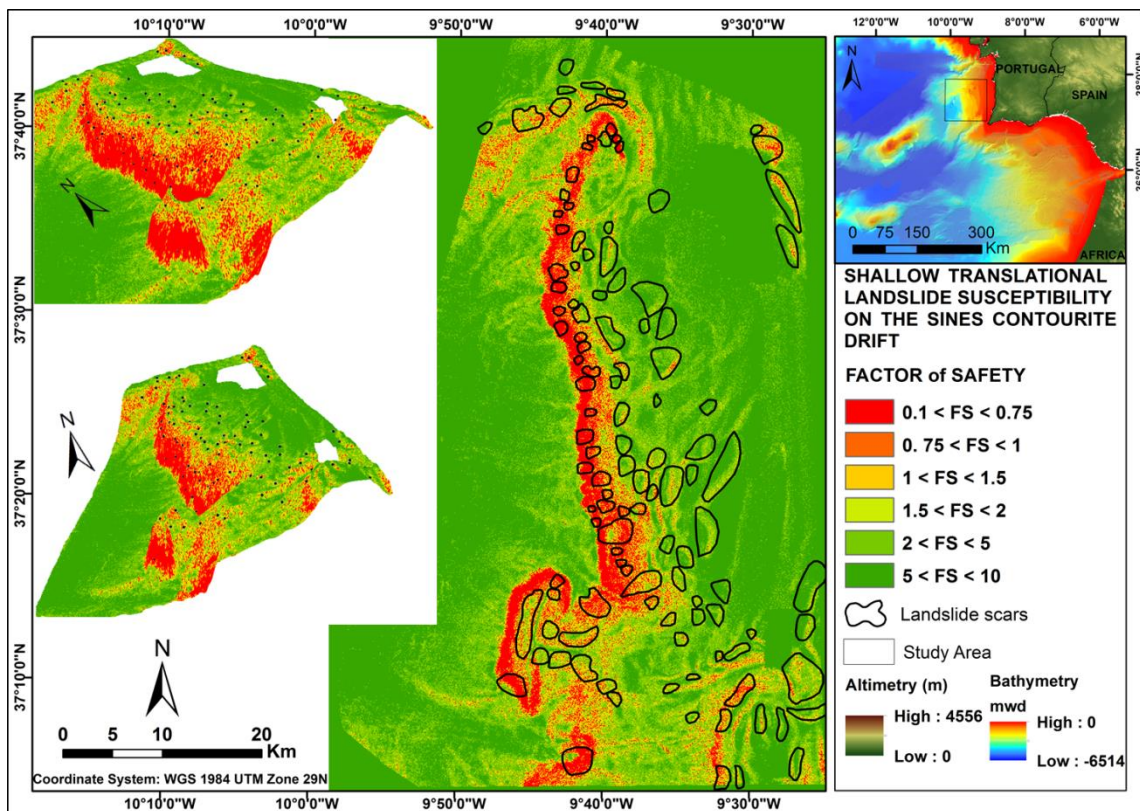 10°10'0"W 10°0'0"W 9°50'0"W 9°40'0"W 9°30'0"W
12°0'0"W 10°0'0"W 8°0'0"W 6°0'0"W
37°40'0"N
37°30'0"N
37°20'0"N
37°10'0"N
N
N
N
0 5 10 20
Km
Coordinate System: WGS 1984 UTM Zone 29N
10°10'0"W 10°0'0"W 9°50'0"W 9°40'0"W 9°30'0"W
N
PORTUGAL
SPAIN
AFRICA
38°0'0"N
36°0'0"N
0 75 150 300
Km
SHALLOW TRANSLATIONAL
LANDSLIDE SUSCEPTIBILITY
ON THE SINES CONTOURITE
DRIFT
FACTOR of SAFETY
0.1 < FS < 0.75
0. 75 < FS < 1
1 < FS < 1.5
1.5 < FS < 2
2 < FS < 5
5 < FS < 10
Landslide scars
Study Area
Altimetry (m)
High : 4556
Low : 0
Bathymetry
mwd
High : 0
Low : -6514